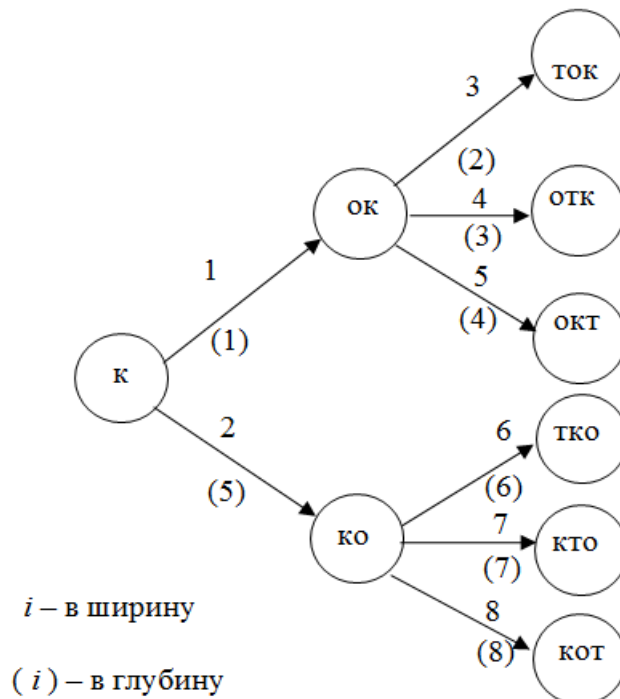 ток
3
(2)
ок
4
отк
(3)
1
5
(4)
окт
(1)
к
2
6
тко
(5)
(6)
ко
7
кто
(7)
i – в ширину
8
(8)
кот
( i ) – в глубину